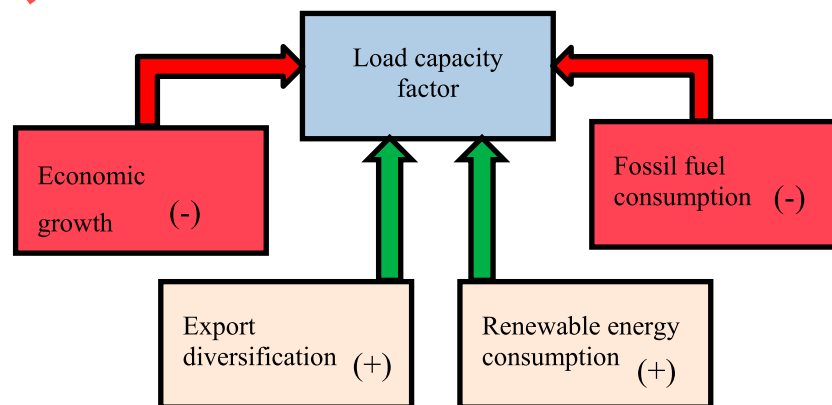 Load capacity
factor
Economic
growth (-)
Fossil fuel
consumption (-)
Export
diversification (+)
Renewable energy
consumption (+)